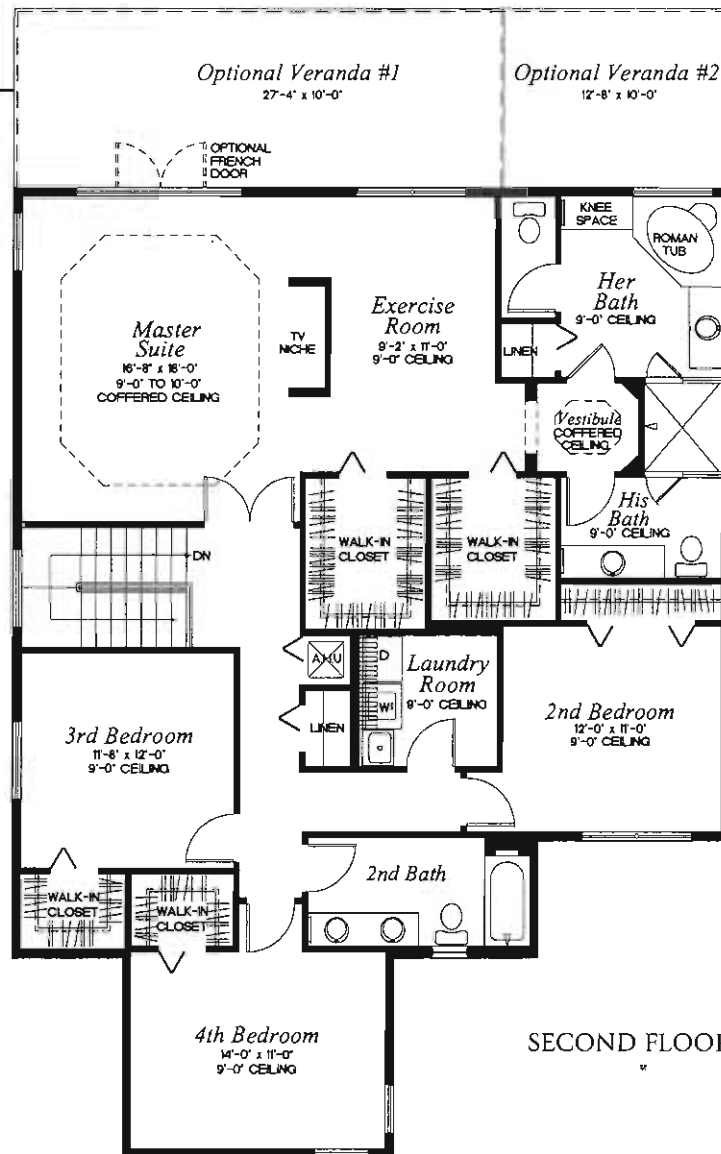 Optional Veranda #1
27'-4" x 10'-0"
Optional Veranda #2
12'-8" x 10'-0"
OPTIONAL
FRENCH
DOOR
KNEE
SPACE
ROMAN
TUB
Her
Bath
9'-0" CEILING
Master
Suite
16'-8" x 16'-0"
9'-0" TO 10'-0"
COFFERED CEILING
TV
NICHE
Exercise
Room
9'-2" x 11'-0"
9'-0" CEILING
LINEN
Vestibule
COFFERED
CEILING
His
Bath
9'-0" CEILING
WALK-IN
CLOSET
WALK-IN
CLOSET
DN
A.H.U
D
W
Laundry
Room
9'-0" CEILING
LINEN
2nd Bedroom
12'-0" x 11'-0"
9'-0" CEILING
3rd Bedroom
11'-8" x 12'-0"
9'-0" CEILING
WALK-IN
CLOSET
WALK-IN
CLOSET
2nd Bath
4th Bedroom
14'-0" x 11'-0"
9'-0" CEILING
SECOND FLOO